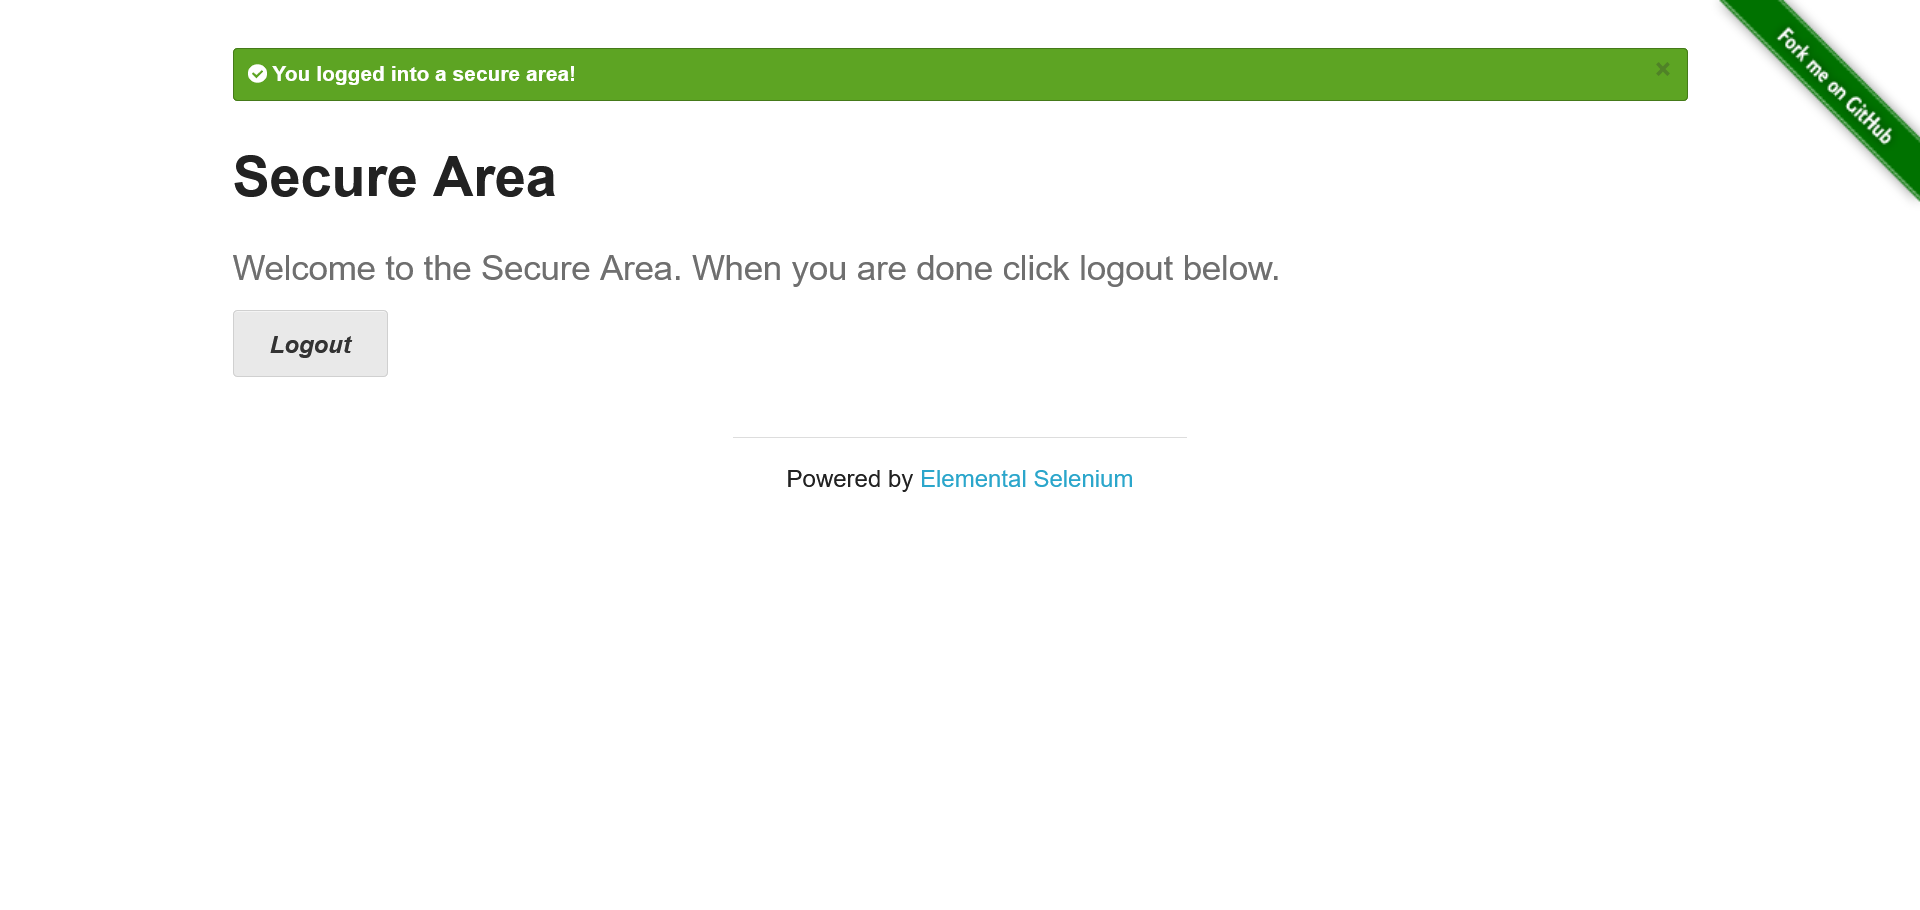 You logged into a secure area!
×
Fork me on GitHub
Secure Area
Welcome to the Secure Area. When you are done click logout below.
Logout
Powered by Elemental Selenium